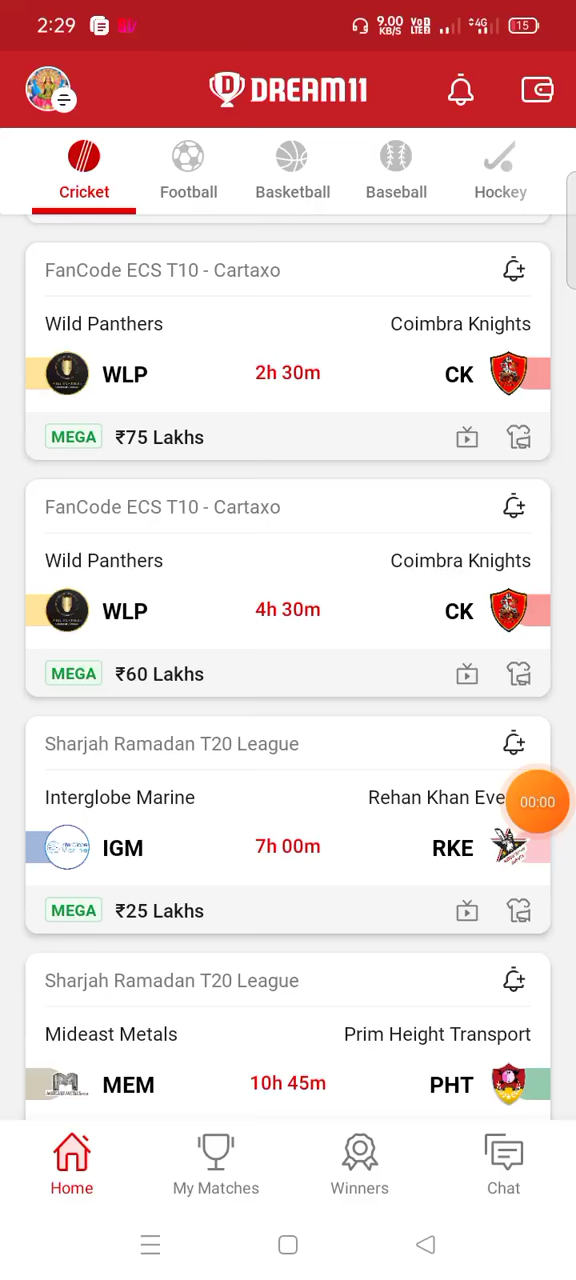 2:29 9.00 KB/S VoD LTEB 4G 15
DREAM11
Cricket Football Basketball Baseball Hockey
FanCode ECS T10 - Cartaxo
Wild Panthers Coimbra Knights
WLP 2h 30m CK
MEGA ₹75 Lakhs
FanCode ECS T10 - Cartaxo
Wild Panthers Coimbra Knights
WLP 4h 30m CK
MEGA ₹60 Lakhs
Sharjah Ramadan T20 League
Interglobe Marine Rehan Khan Eve
00:00
IGM 7h 00m RKE
MEGA ₹25 Lakhs
Sharjah Ramadan T20 League
Mideast Metals Prim Height Transport
MEM 10h 45m PHT
Home My Matches Winners Chat